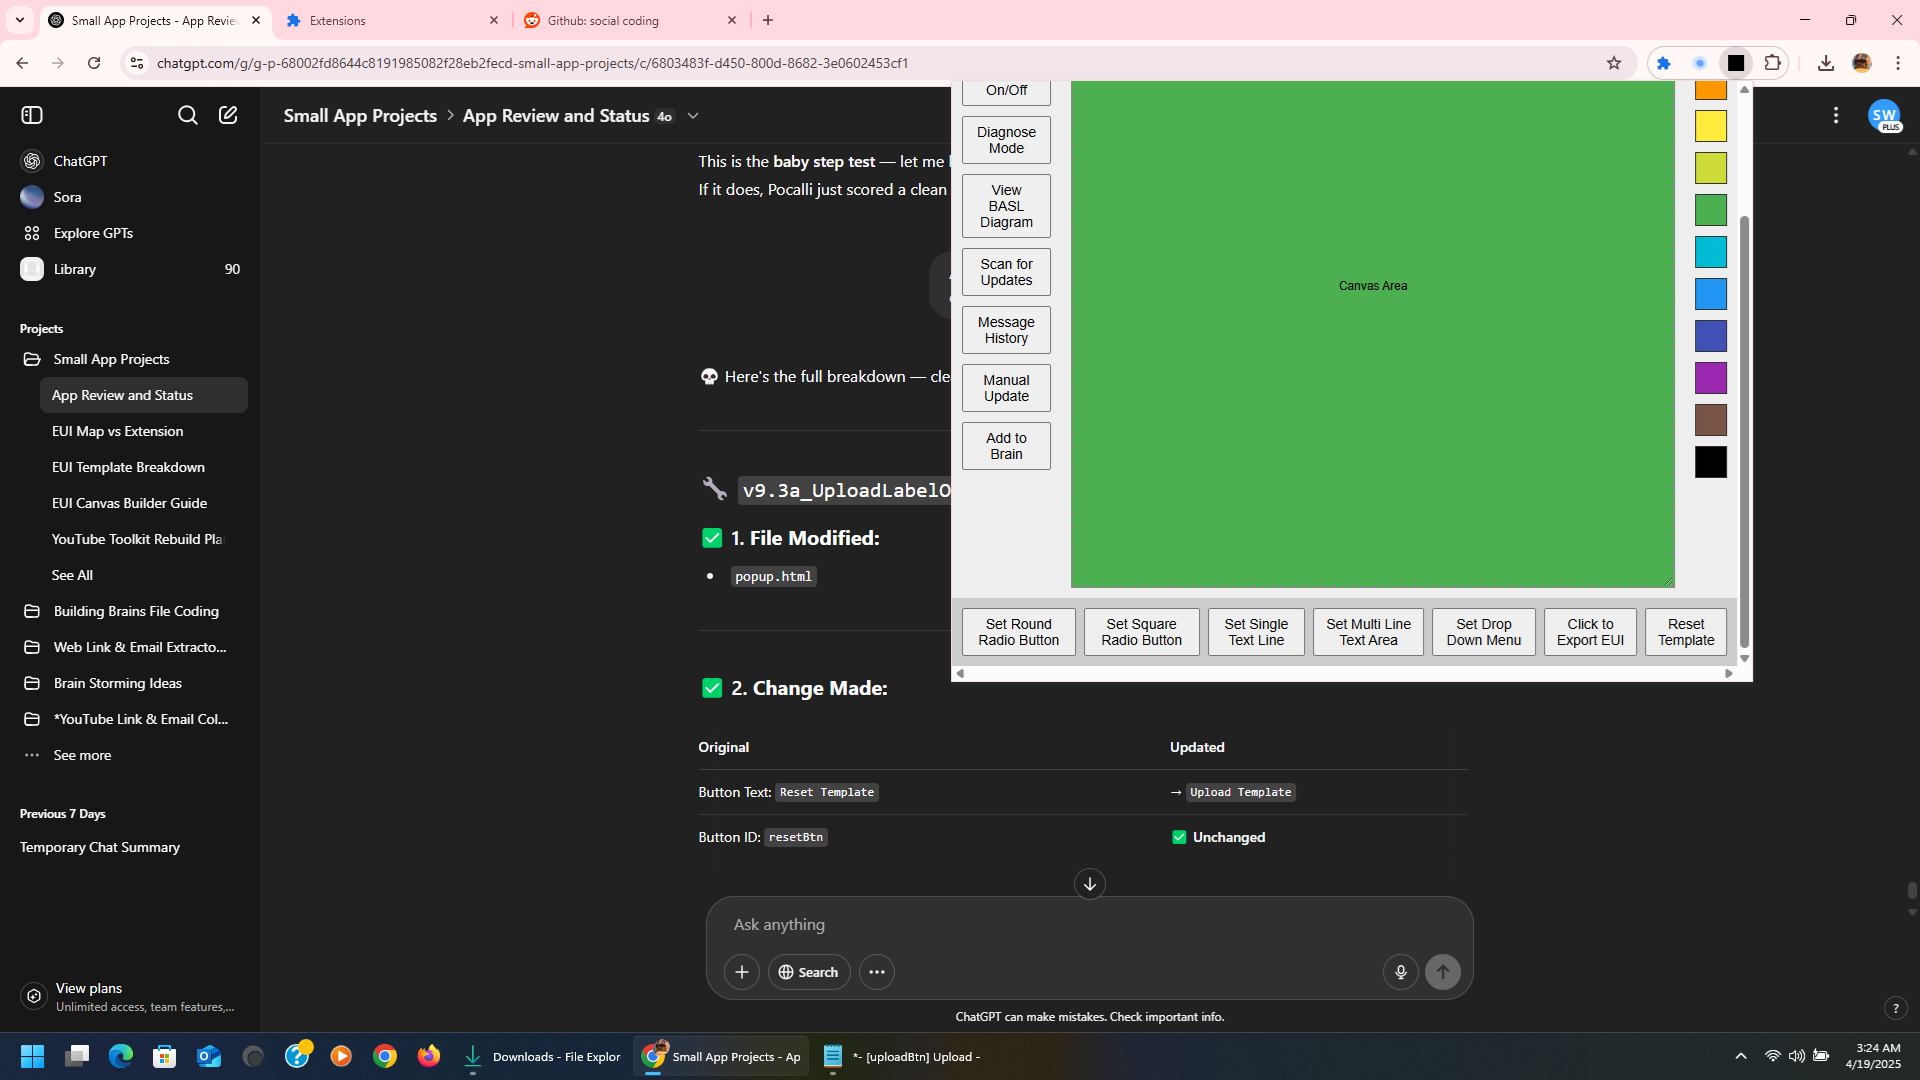 Small App Projects - App Revie
Extensions
Github: social coding
chatgpt.com/g/g-p-68002fd8644c8191985082f28eb2fecd-small-app-projects/c/6803483f-d450-800d-8682-3e0602453cf1
Small App Projects > App Review and Status 4o
SW
PLUS
ChatGPT
Sora
Explore GPTs
Library 90
Projects
Small App Projects
App Review and Status
EUI Map vs Extension
EUI Template Breakdown
EUI Canvas Builder Guide
YouTube Toolkit Rebuild Pla
See All
Building Brains File Coding
Web Link & Email Extracto...
Brain Storming Ideas
*YouTube Link & Email Col...
See more
Previous 7 Days
Temporary Chat Summary
View plans
Unlimited access, team features,...
This is the baby step test — let me
If it does, Pocalli just scored a clean
Here's the full breakdown — cle
v9.3a_UploadLabelO
1. File Modified:
popup.html
2. Change Made:
Original Updated
Button Text: Reset Template → Upload Template
Button ID: resetBtn Unchanged
Ask anything
Search
ChatGPT can make mistakes. Check important info.
?
On/Off
Diagnose
Mode
View
BASL
Diagram
Scan for
Updates
Message
History
Manual
Update
Add to
Brain
Canvas Area
Set Round
Radio Button
Set Square
Radio Button
Set Single
Text Line
Set Multi Line
Text Area
Set Drop
Down Menu
Click to
Export EUI
Reset
Template
Downloads - File Explor
Small App Projects - Ap
*- [uploadBtn] Upload -
3:24 AM
4/19/2025